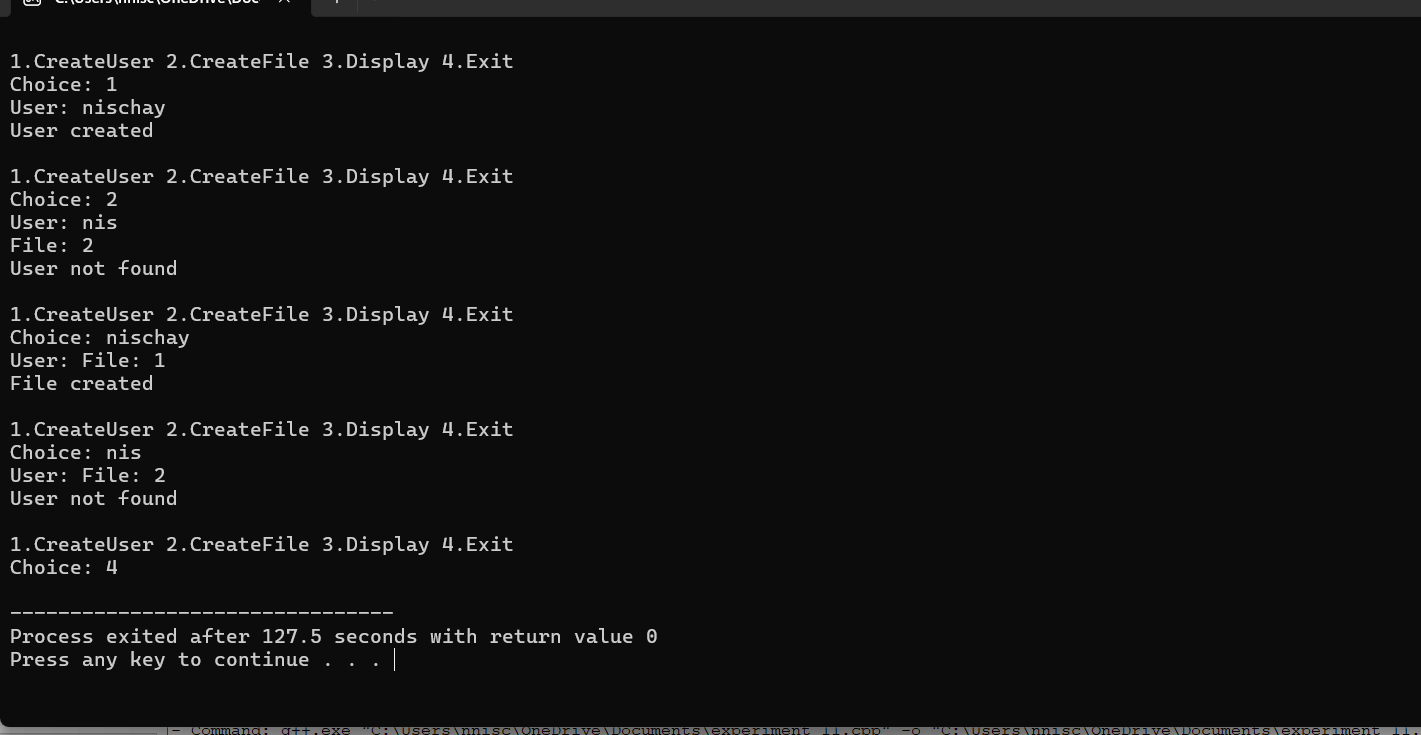 1.CreateUser 2.CreateFile 3.Display 4.Exit
Choice: 1
User: nischay
User created
1.CreateUser 2.CreateFile 3.Display 4.Exit
Choice: 2
User: nis
File: 2
User not found
1.CreateUser 2.CreateFile 3.Display 4.Exit
Choice: nischay
User: File: 1
File created
1.CreateUser 2.CreateFile 3.Display 4.Exit
Choice: nis
User: File: 2
User not found
1.CreateUser 2.CreateFile 3.Display 4.Exit
Choice: 4
--------------------------------
Process exited after 127.5 seconds with return value 0
Press any key to continue . . .
- Command: g++.exe "C:\Users\nnisc\OneDrive\Documents\experiment 11.cpp" -o "C:\Users\nnisc\OneDrive\Documents\experiment 11.